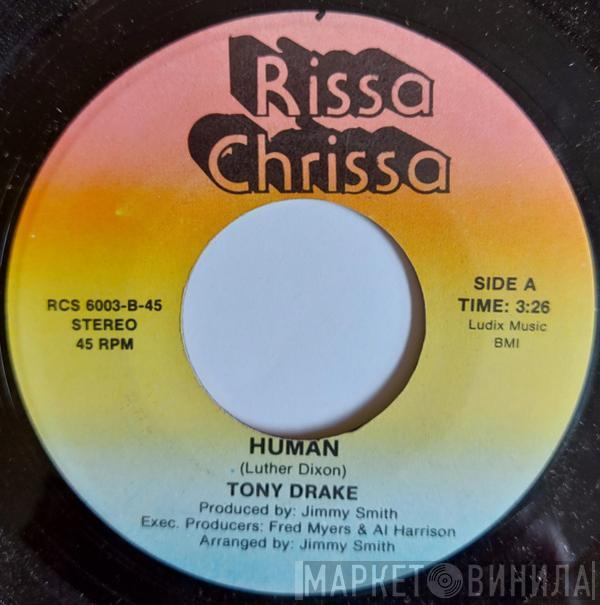 Rissa
Chrissa
RCS 6003-B-45
STEREO
45 RPM
SIDE A
TIME: 3:26
Ludix Music
BMI
HUMAN
(Luther Dixon)
TONY DRAKE
Produced by: Jimmy Smith
Exec. Producers: Fred Myers & Al Harrison
Arranged by: Jimmy Smith
МАРКЕТ ВИНИЛА